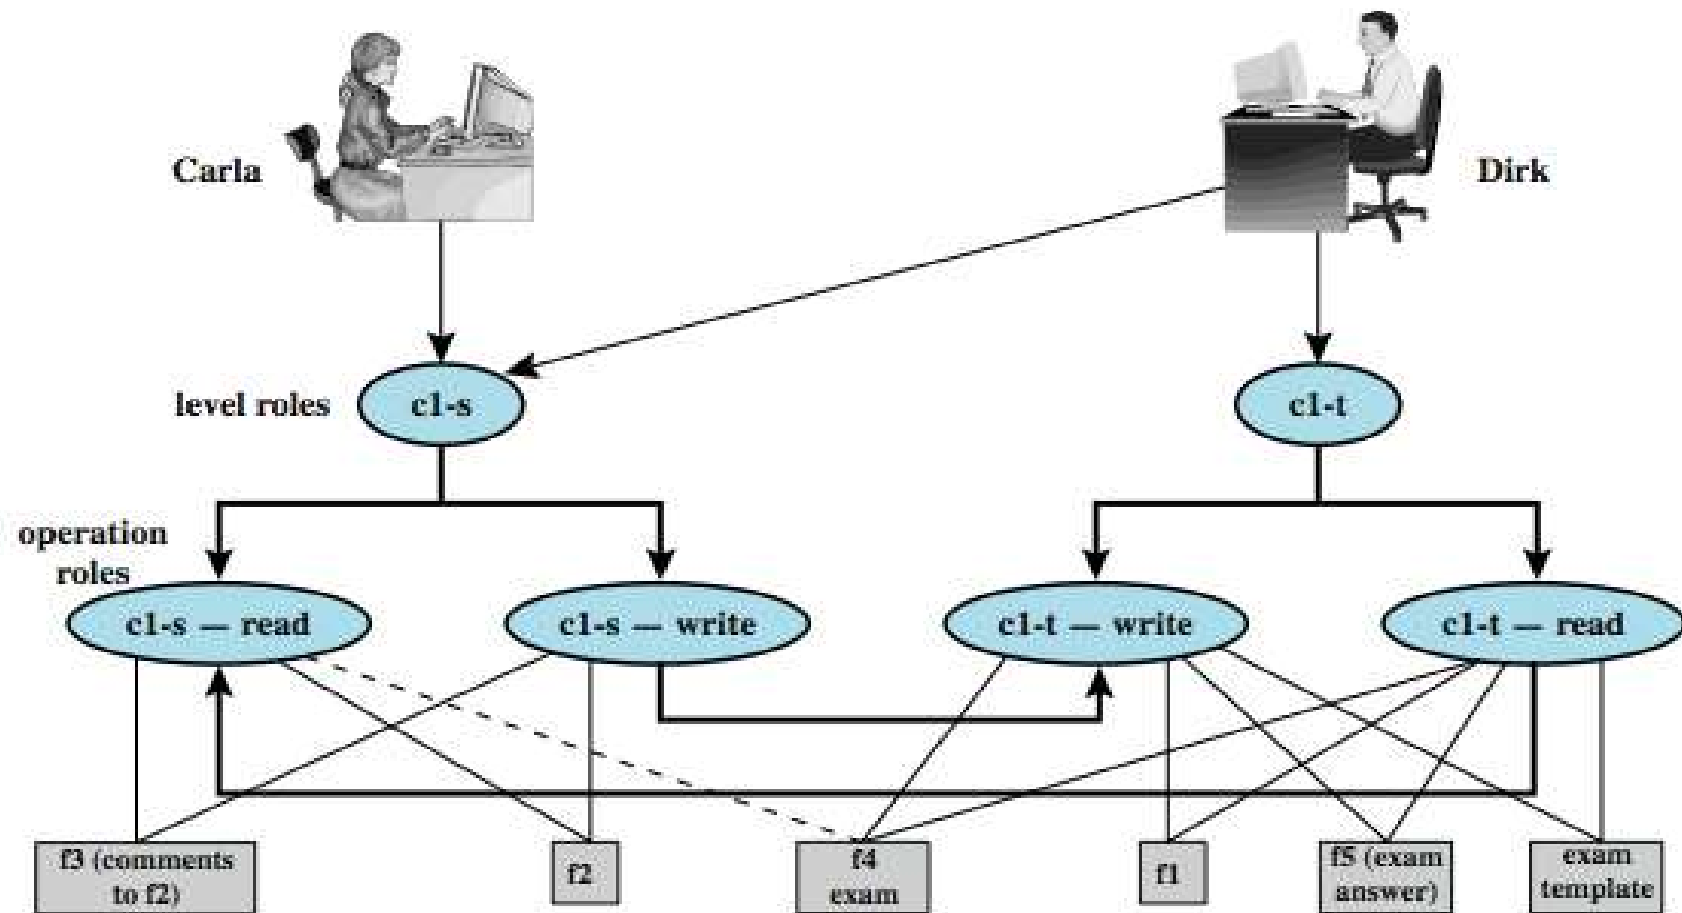 Carla
Dirk
level roles
c1-s
c1-t
operation
roles
c1-s — read
c1-s — write
c1-t — write
c1-t — read
f3 (comments
to f2)
f2
f4
exam
f1
f5 (exam
answer)
exam
template